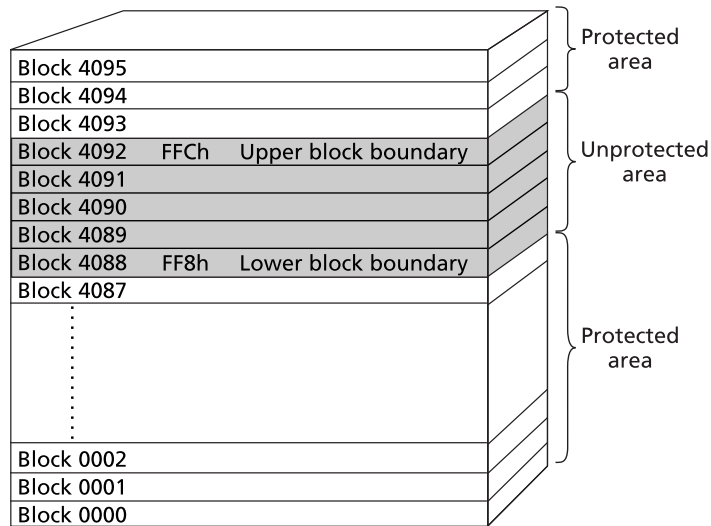 Block 4095
Block 4094
Block 4093
Block 4092 FFCh Upper block boundary
Block 4091
Block 4090
Block 4089
Block 4088 FF8h Lower block boundary
Block 4087
Block 0002
Block 0001
Block 0000
Protected
area
Unprotected
area
Protected
area